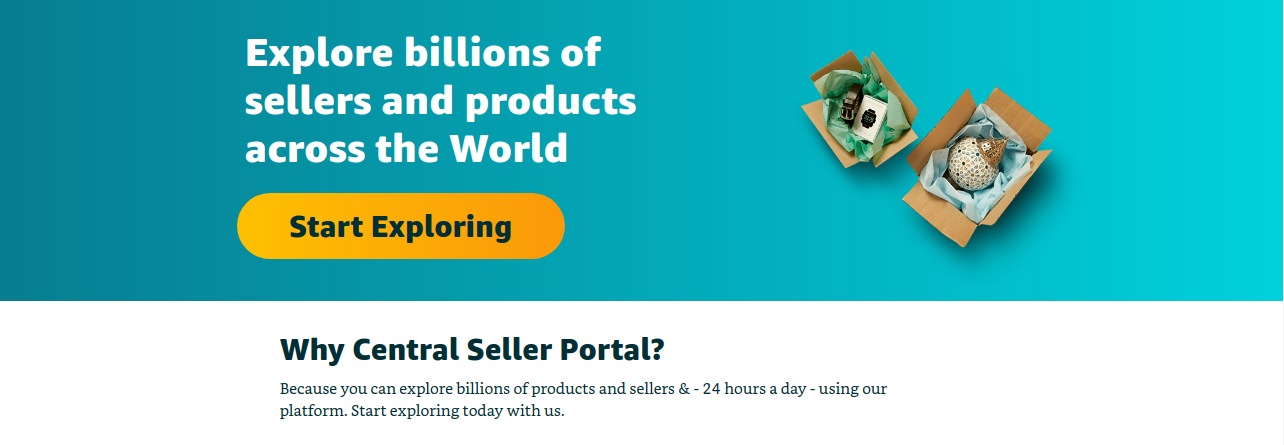 Explore billions of
sellers and products
across the World
Start Exploring
Why Central Seller Portal?
Because you can explore billions of products and sellers & - 24 hours a day - using our
platform. Start exploring today with us.